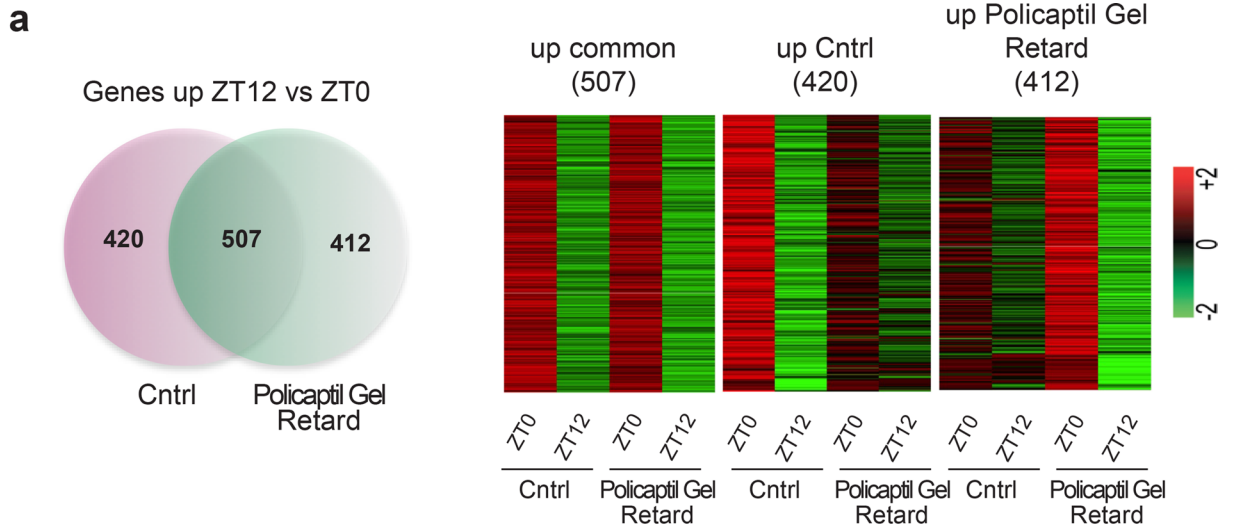 a
Genes up ZT12 vs ZT0
420
507
412
Cntrl
Policaptil Gel
Retard
up common
(507)
up Cntrl
(420)
up Policaptil Gel
Retard
(412)
+2
0
-2
ZT0
ZT12
ZT0
ZT12
ZT0
ZT12
ZT0
ZT12
ZT0
ZT12
ZT0
ZT12
Cntrl
Policaptil Gel
Retard
Cntrl
Policaptil Gel
Retard
Cntrl
Policaptil Gel
Retard